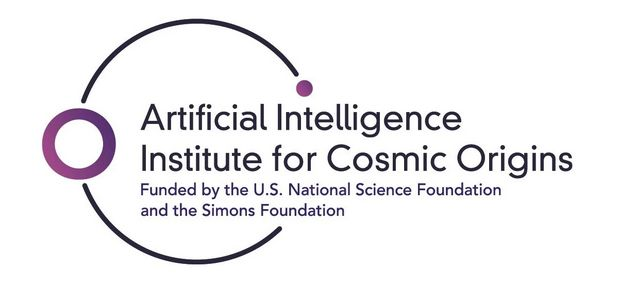 Artificial Intelligence
Institute for Cosmic Origins
Funded by the U.S. National Science Foundation
and the Simons Foundation